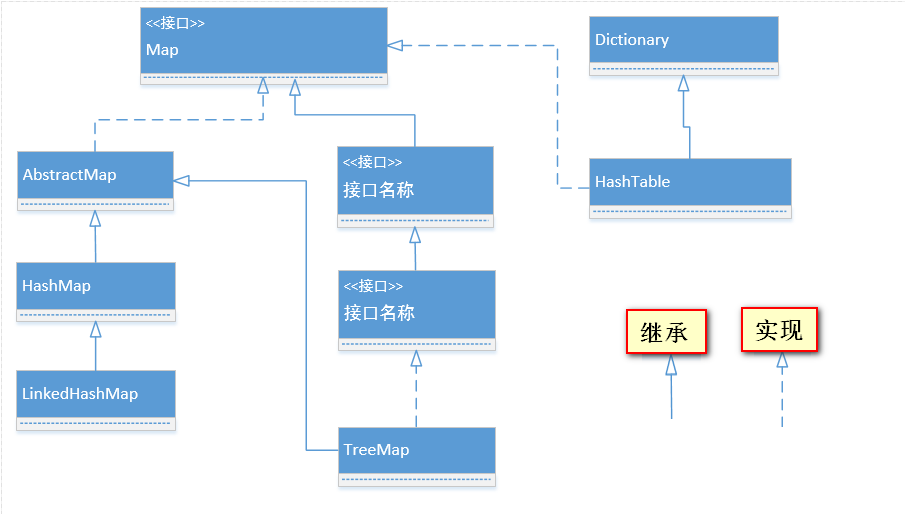 <<接口>>
Map
Dictionary
AbstractMap
<<接口>>
接口名称
HashTable
HashMap
<<接口>>
接口名称
继承
实现
LinkedHashMap
TreeMap